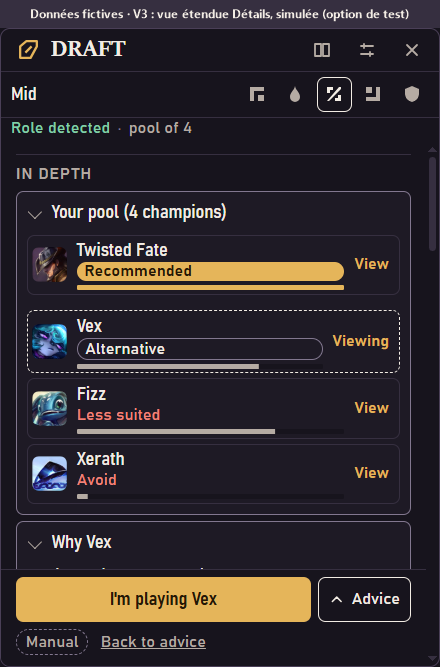 Données fictives · V3 : vue étendue Détails, simulée (option de test)
DRAFT
Mid
Role detected · pool of 4
IN DEPTH
Your pool (4 champions)
Twisted Fate
Recommended
View
Vex
Alternative
Viewing
Fizz
Less suited
View
Xerath
Avoid
View
Why Vex
I'm playing Vex
Advice
Manual
Back to advice